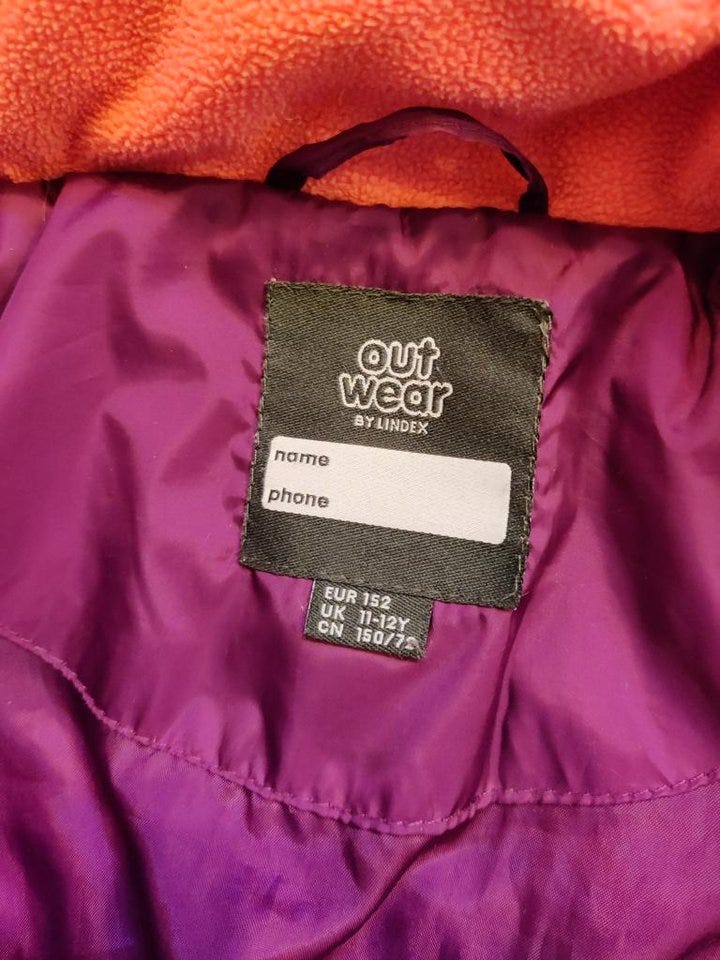 out
wear
BY LINDEX
name
phone
EUR 152
UK 11-12Y
CN 150/72